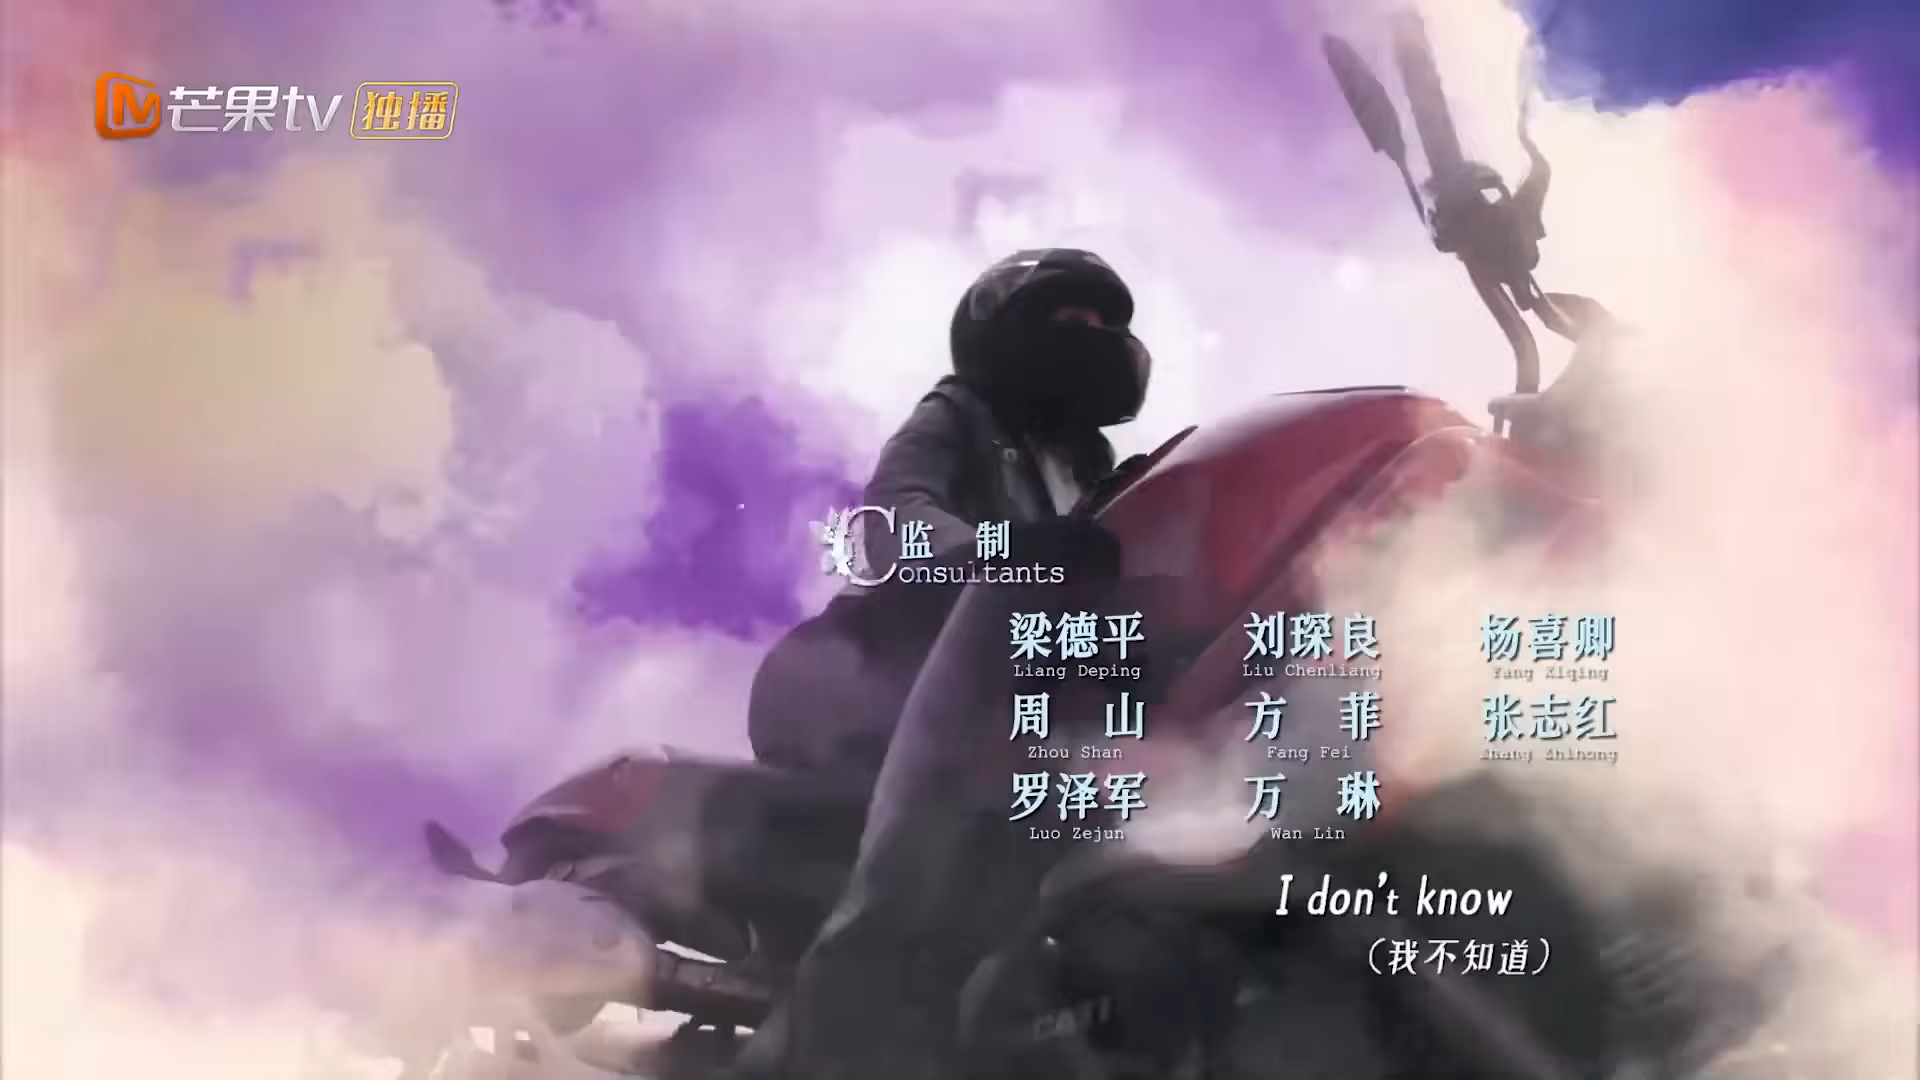 芒果tv 独播
监 制
Consultants
梁德平 刘琛良 杨喜卿
Liang Deping Liu Chenliang Yang Xiqing
周 山 方 菲 张志红
Zhou Shan Fang Fei Zhang Zhihong
罗泽军 万 琳
Luo Zejun Wan Lin
I don't know
（我不知道）